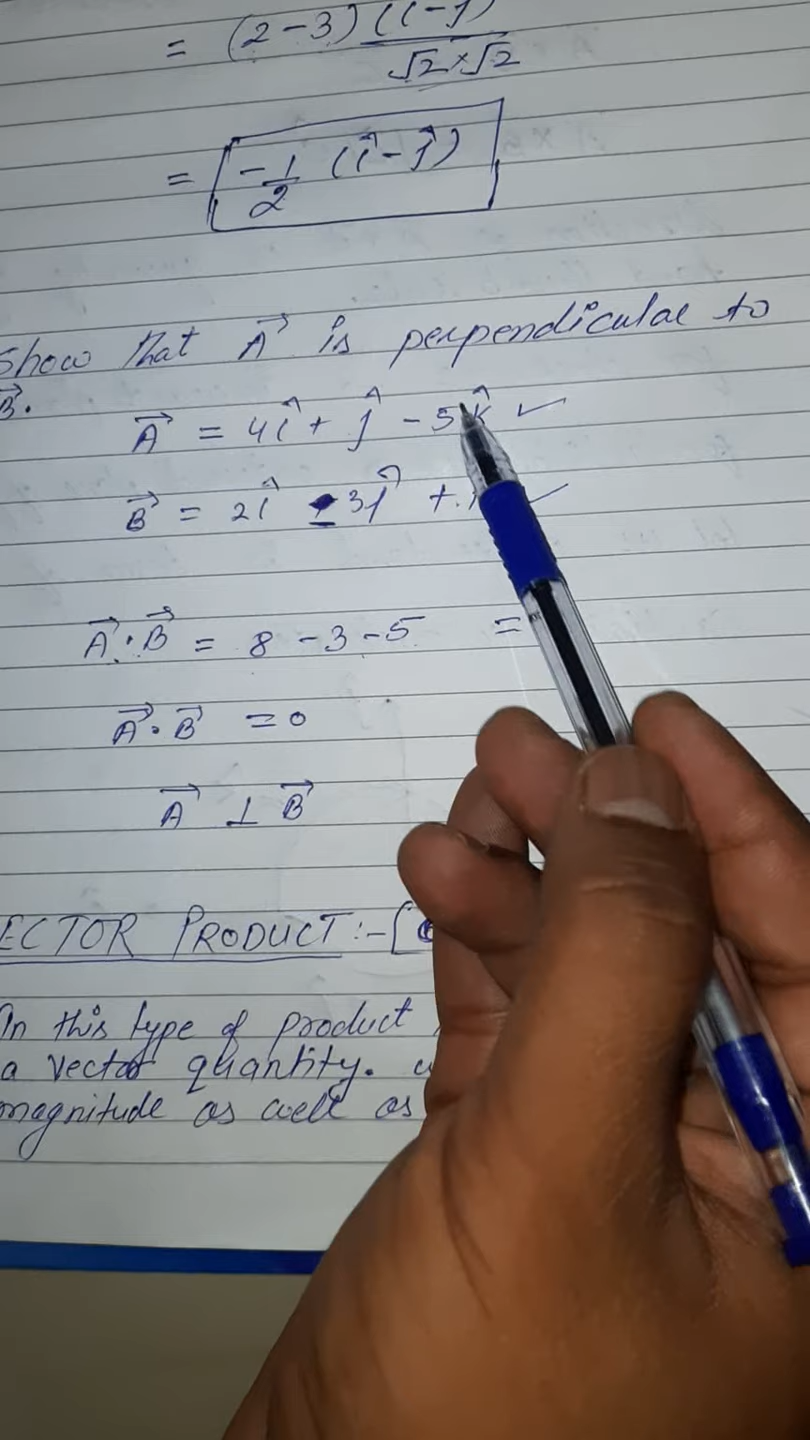 = (2-3) (i-j)
√2×√2
= -1/2 (î-ĵ)
Show that A⃗ is perpendicular to
B⃗.
A⃗ = 4î + ĵ - 5k̂ ✓
B⃗ = 2î - 3ĵ +
A⃗ . B⃗ = 8 - 3 - 5 =
A⃗ . B⃗ = 0
A⃗ ⊥ B⃗
ECTOR PRODUCT :- [
In this type of product
a vector quantity.
magnitude as well as